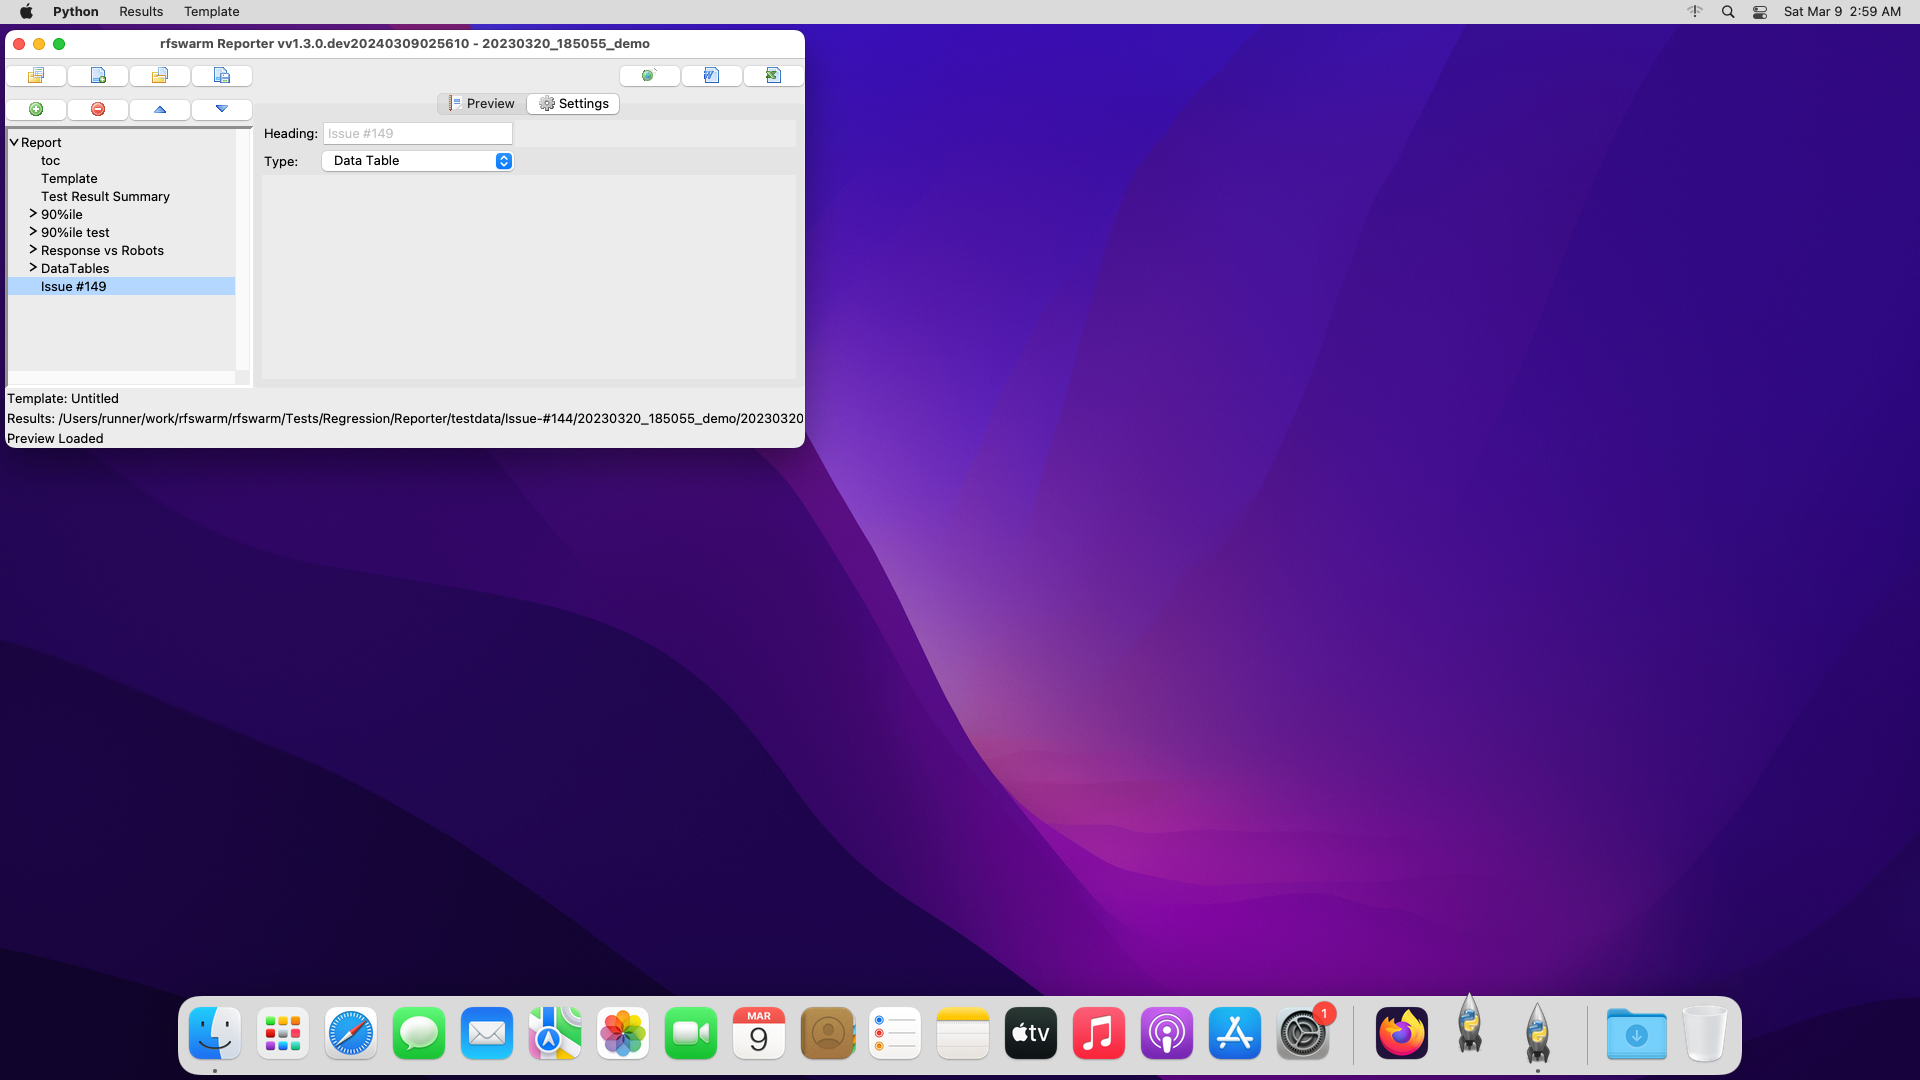 Python Results Template Sat Mar 9 2:59 AM
rfswarm Reporter vv1.3.0.dev20240309025610 - 20230320_185055_demo
Preview Settings
Heading: Issue #149
Type: Data Table
Report
toc
Template
Test Result Summary
90%ile
90%ile test
Response vs Robots
DataTables
Issue #149
Template: Untitled
Results: /Users/runner/work/rfswarm/rfswarm/Tests/Regression/Reporter/testdata/Issue-#144/20230320_185055_demo/20230320
Preview Loaded
MAR
9
tv
1